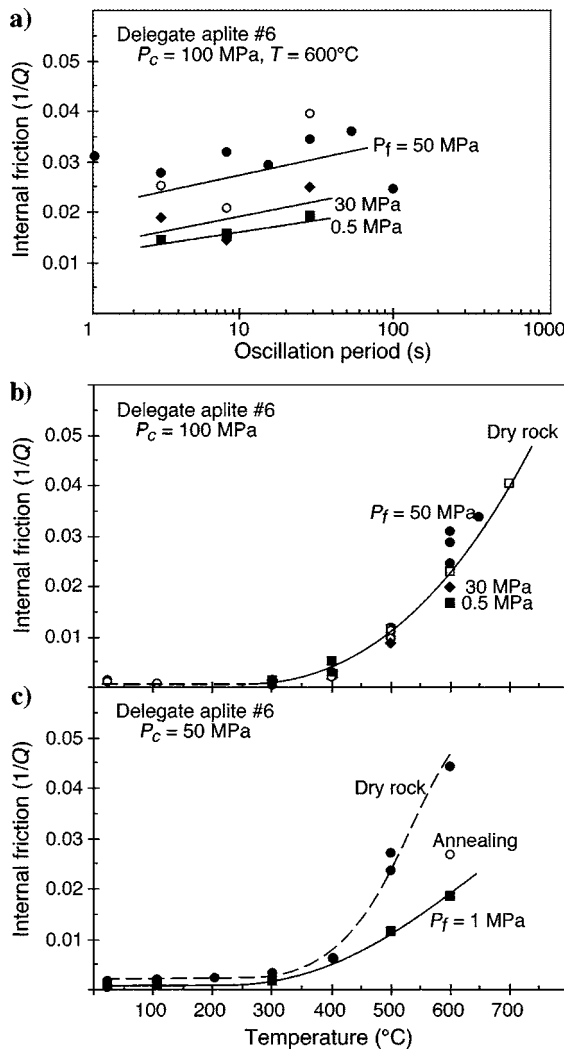 a)
Delegate aplite #6
Pc = 100 MPa, T = 600°C
Internal friction (1/Q)
0.05
0.04
0.03
0.02
0.01
Pf = 50 MPa
30 MPa
0.5 MPa
1 10 100 1000
Oscillation period (s)
b)
Delegate aplite #6
Pc = 100 MPa
Internal friction (1/Q)
0.05
0.04
0.03
0.02
0.01
Dry rock
Pf = 50 MPa
30 MPa
0.5 MPa
c)
Delegate aplite #6
Pc = 50 MPa
Internal friction (1/Q)
0.05
0.04
0.03
0.02
0.01
Dry rock
Annealing
Pf = 1 MPa
100 200 300 400 500 600 700
Temperature (°C)